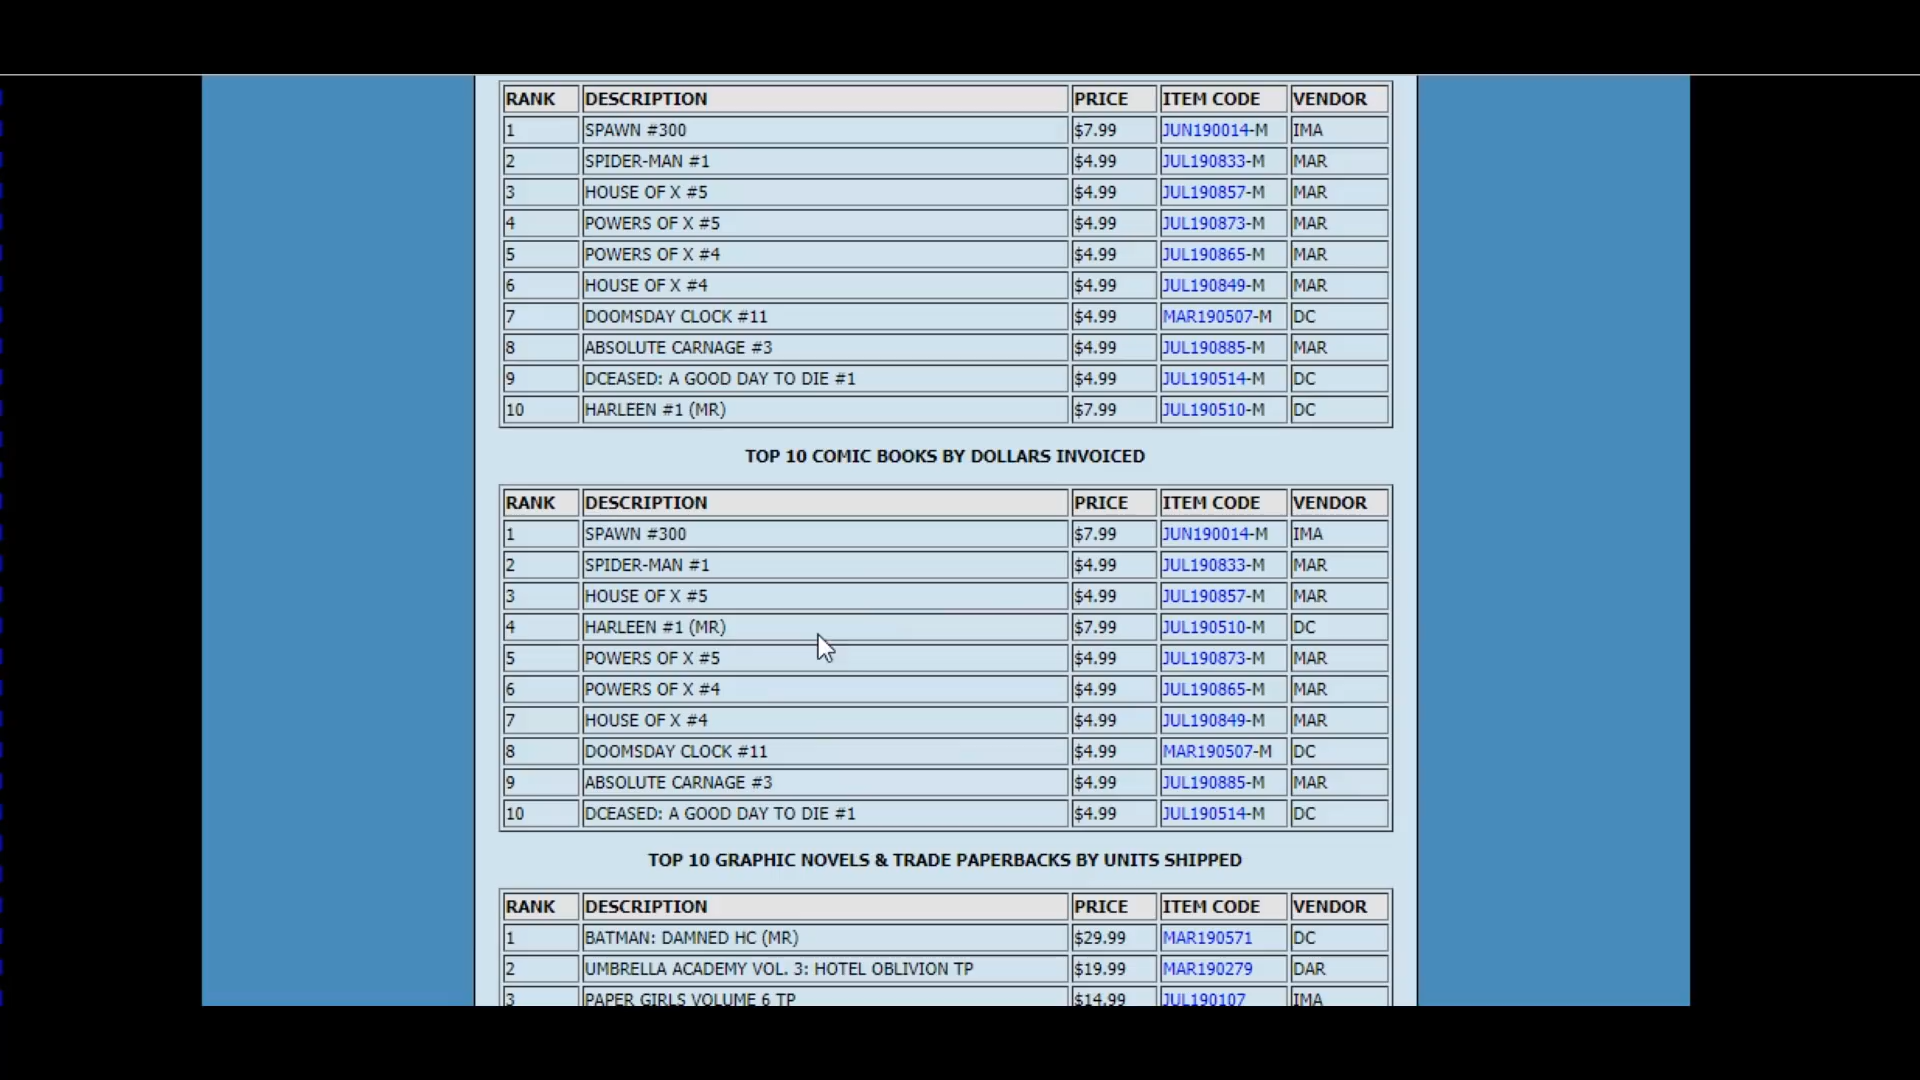 RANK DESCRIPTION PRICE ITEM CODE VENDOR
1 SPAWN #300 $7.99 JUN190014-M IMA
2 SPIDER-MAN #1 $4.99 JUL190833-M MAR
3 HOUSE OF X #5 $4.99 JUL190857-M MAR
4 POWERS OF X #5 $4.99 JUL190873-M MAR
5 POWERS OF X #4 $4.99 JUL190865-M MAR
6 HOUSE OF X #4 $4.99 JUL190849-M MAR
7 DOOMSDAY CLOCK #11 $4.99 MAR190507-M DC
8 ABSOLUTE CARNAGE #3 $4.99 JUL190885-M MAR
9 DCEASED: A GOOD DAY TO DIE #1 $4.99 JUL190514-M DC
10 HARLEEN #1 (MR) $7.99 JUL190510-M DC
TOP 10 COMIC BOOKS BY DOLLARS INVOICED
RANK DESCRIPTION PRICE ITEM CODE VENDOR
1 SPAWN #300 $7.99 JUN190014-M IMA
2 SPIDER-MAN #1 $4.99 JUL190833-M MAR
3 HOUSE OF X #5 $4.99 JUL190857-M MAR
4 HARLEEN #1 (MR) $7.99 JUL190510-M DC
5 POWERS OF X #5 $4.99 JUL190873-M MAR
6 POWERS OF X #4 $4.99 JUL190865-M MAR
7 HOUSE OF X #4 $4.99 JUL190849-M MAR
8 DOOMSDAY CLOCK #11 $4.99 MAR190507-M DC
9 ABSOLUTE CARNAGE #3 $4.99 JUL190885-M MAR
10 DCEASED: A GOOD DAY TO DIE #1 $4.99 JUL190514-M DC
TOP 10 GRAPHIC NOVELS & TRADE PAPERBACKS BY UNITS SHIPPED
RANK DESCRIPTION PRICE ITEM CODE VENDOR
1 BATMAN: DAMNED HC (MR) $29.99 MAR190571 DC
2 UMBRELLA ACADEMY VOL. 3: HOTEL OBLIVION TP $19.99 MAR190279 DAR
3 PAPER GIRLS VOLUME 6 TP $14.99 JUL190107 IMA